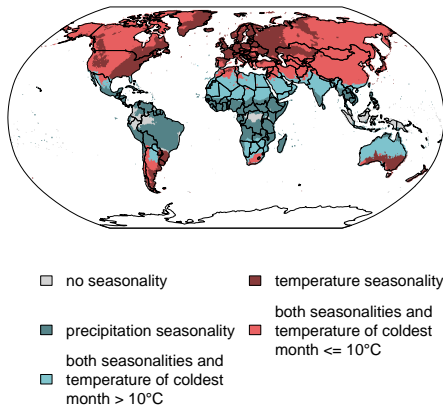 no seasonality
temperature seasonality
precipitation seasonality
both seasonalities and
temperature of coldest
month <= 10°C
both seasonalities and
temperature of coldest
month > 10°C